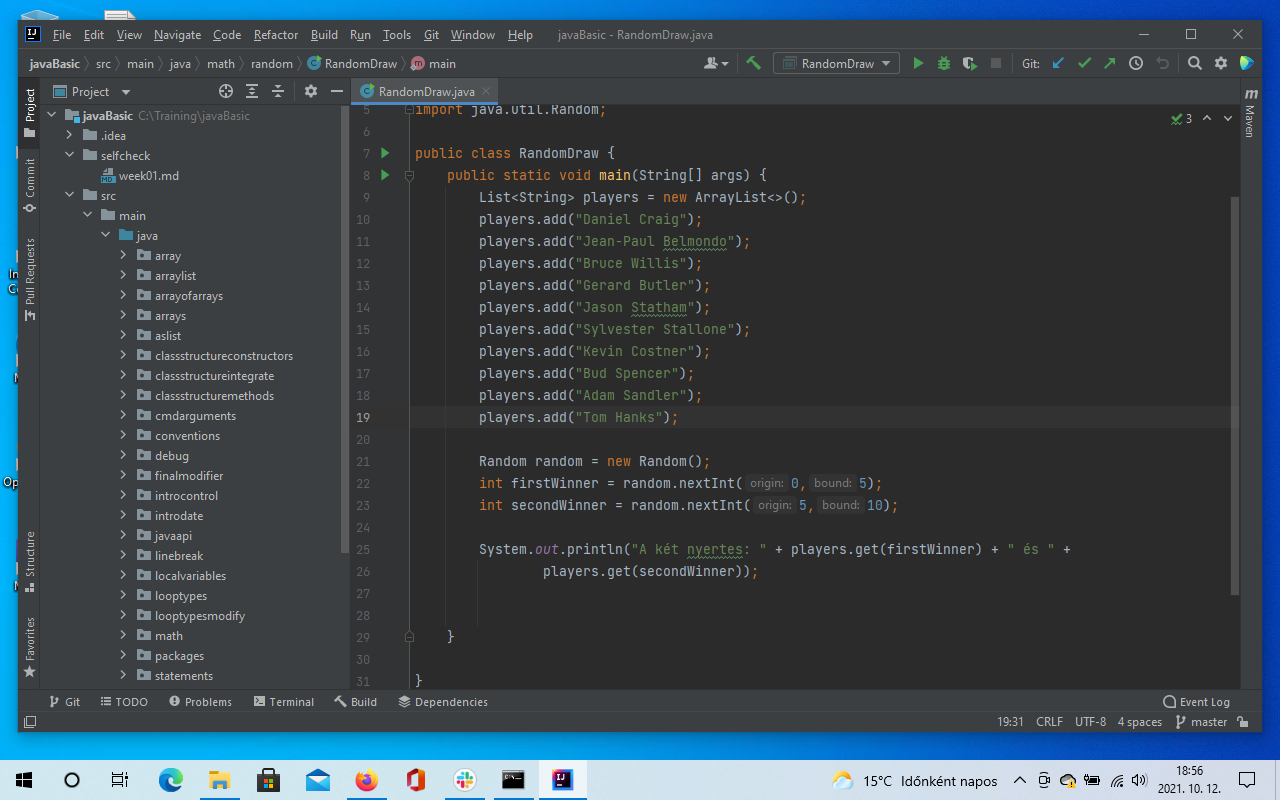 File Edit View Navigate Code Refactor Build Run Tools Git Window Help javaBasic - RandomDraw.java
javaBasic src main java math random RandomDraw main RandomDraw Git:
Project RandomDraw.java
javaBasic C:\Training\javaBasic
.idea
selfcheck
week01.md
src
main
java
array
arraylist
arrayofarrays
arrays
aslist
classstructureconstructors
classstructureintegrate
classstructuremethods
cmdarguments
conventions
debug
finalmodifier
introcontrol
introdate
javaapi
linebreak
localvariables
looptypes
looptypesmodify
math
packages
statements
Project
Commit
Pull Requests
Structure
Favorites
5 import java.util.Random;
6
7 public class RandomDraw {
8 public static void main(String[] args) {
9 List<String> players = new ArrayList<>();
10 players.add("Daniel Craig");
11 players.add("Jean-Paul Belmondo");
12 players.add("Bruce Willis");
13 players.add("Gerard Butler");
14 players.add("Jason Statham");
15 players.add("Sylvester Stallone");
16 players.add("Kevin Costner");
17 players.add("Bud Spencer");
18 players.add("Adam Sandler");
19 players.add("Tom Hanks");
20
21 Random random = new Random();
22 int firstWinner = random.nextInt( origin: 0, bound: 5);
23 int secondWinner = random.nextInt( origin: 5, bound: 10);
24
25 System.out.println("A két nyertes: " + players.get(firstWinner) + " és " +
26 players.get(secondWinner));
27
28
29 }
30
31 }
3
m
Maven
Git TODO Problems Terminal Build Dependencies Event Log
19:31 CRLF UTF-8 4 spaces master
15°C Időnként napos
18:56
2021. 10. 12.